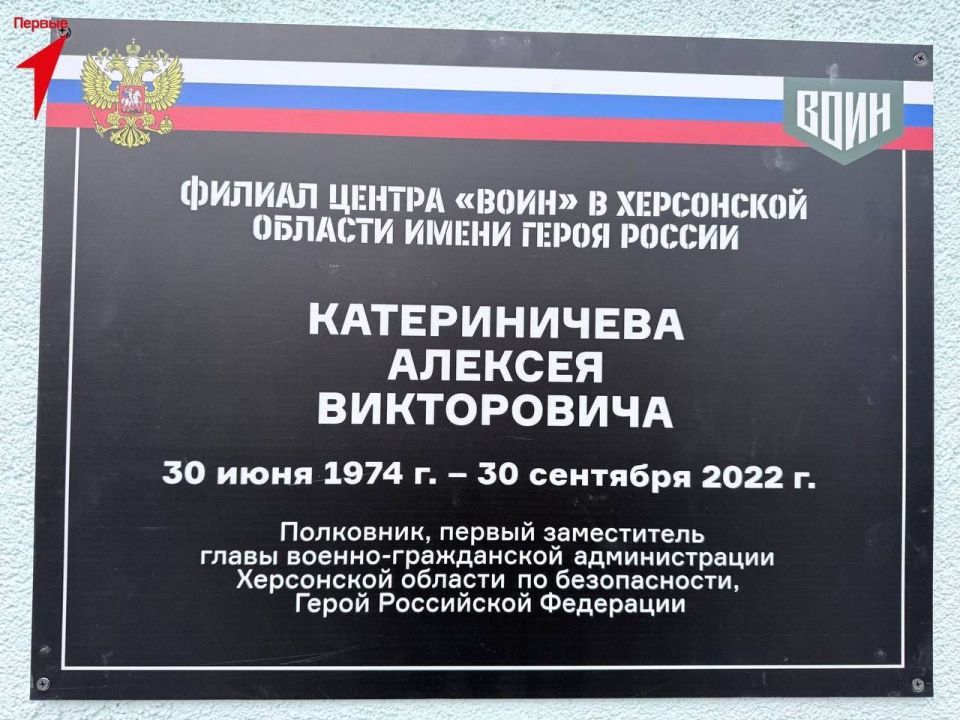 Первые
ВОИН
ФИЛИАЛ ЦЕНТРА «ВОИН» В ХЕРСОНСКОЙ
ОБЛАСТИ ИМЕНИ ГЕРОЯ РОССИИ
КАТЕРИНИЧЕВА
АЛЕКСЕЯ
ВИКТОРОВИЧА
30 июня 1974 г. – 30 сентября 2022 г.
Полковник, первый заместитель
главы военно-гражданской администрации
Херсонской области по безопасности,
Герой Российской Федерации